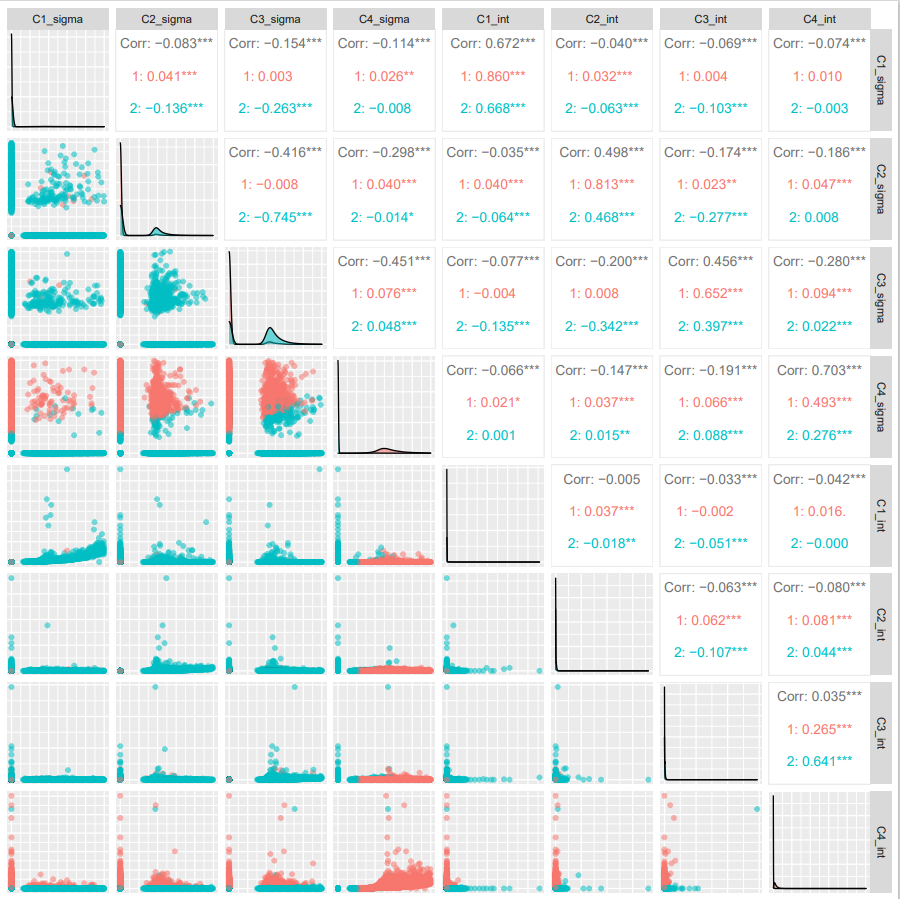 C1_sigma C2_sigma C3_sigma C4_sigma C1_int C2_int C3_int C4_int
Corr: −0.083*** Corr: −0.154*** Corr: −0.114*** Corr: 0.672*** Corr: −0.040*** Corr: −0.069*** Corr: −0.074***
C1_sigma
1: 0.041*** 1: 0.003 1: 0.026** 1: 0.860*** 1: 0.032*** 1: 0.004 1: 0.010
2: −0.136*** 2: −0.263*** 2: −0.008 2: 0.668*** 2: −0.063*** 2: −0.103*** 2: −0.003
Corr: −0.416*** Corr: −0.298*** Corr: −0.035*** Corr: 0.498*** Corr: −0.174*** Corr: −0.186***
C2_sigma
1: −0.008 1: 0.040*** 1: 0.040*** 1: 0.813*** 1: 0.023** 1: 0.047***
2: −0.745*** 2: −0.014* 2: −0.064*** 2: 0.468*** 2: −0.277*** 2: 0.008
Corr: −0.451*** Corr: −0.077*** Corr: −0.200*** Corr: 0.456*** Corr: −0.280***
C3_sigma
1: 0.076*** 1: −0.004 1: 0.008 1: 0.652*** 1: 0.094***
2: 0.048*** 2: −0.135*** 2: −0.342*** 2: 0.397*** 2: 0.022***
Corr: −0.066*** Corr: −0.147*** Corr: −0.191*** Corr: 0.703***
C4_sigma
1: 0.021* 1: 0.037*** 1: 0.066*** 1: 0.493***
2: 0.001 2: 0.015** 2: 0.088*** 2: 0.276***
Corr: −0.005 Corr: −0.033*** Corr: −0.042***
C1_int
1: 0.037*** 1: −0.002 1: 0.016.
2: −0.018** 2: −0.051*** 2: −0.000
Corr: −0.063*** Corr: −0.080***
C2_int
1: 0.062*** 1: 0.081***
2: −0.107*** 2: 0.044***
Corr: 0.035***
C3_int
1: 0.265***
2: 0.641***
C4_int